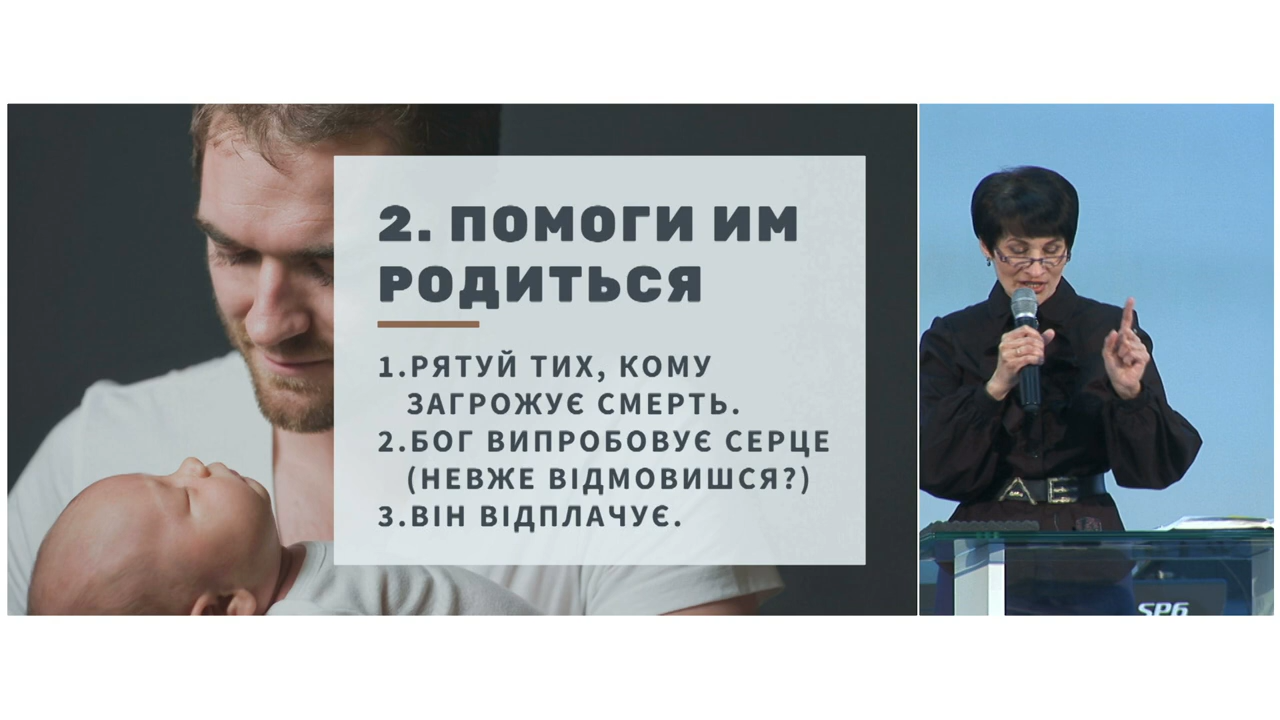 2. ПОМОГИ ИМ
РОДИТЬСЯ
1.РЯТУЙ ТИХ, КОМУ
ЗАГРОЖУЄ СМЕРТЬ.
2.БОГ ВИПРОБОВУЄ СЕРЦЕ
(НЕВЖЕ ВІДМОВИШСЯ?)
3.ВІН ВІДПЛАЧУЄ.
SP6